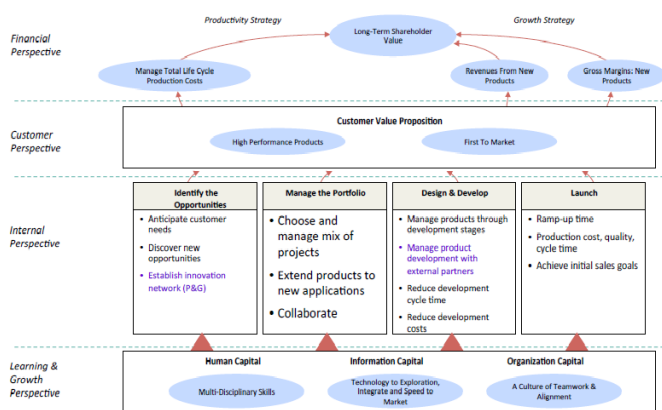 Productivity Strategy
Growth Strategy
Financial
Perspective
Long-Term Shareholder
Value
Manage Total Life Cycle
Production Costs
Revenues From New
Products
Gross Margins: New
Products
Customer
Perspective
Customer Value Proposition
High Performance Products
First To Market
Internal
Perspective
Identify the
Opportunities
• Anticipate customer
needs
• Discover new
opportunities
• Establish innovation
network (P&G)
Manage the Portfolio
• Choose and
manage mix of
projects
• Extend products to
new applications
• Collaborate
Design & Develop
• Manage products through
development stages
• Manage product
development with
external partners
• Reduce development
cycle time
• Reduce development
costs
Launch
• Ramp-up time
• Production cost, quality,
cycle time
• Achieve initial sales goals
Learning &
Growth
Perspective
Human Capital
Multi-Disciplinary Skills
Information Capital
Technology to Exploration,
Integrate and Speed to
Market
Organization Capital
A Culture of Teamwork &
Alignment